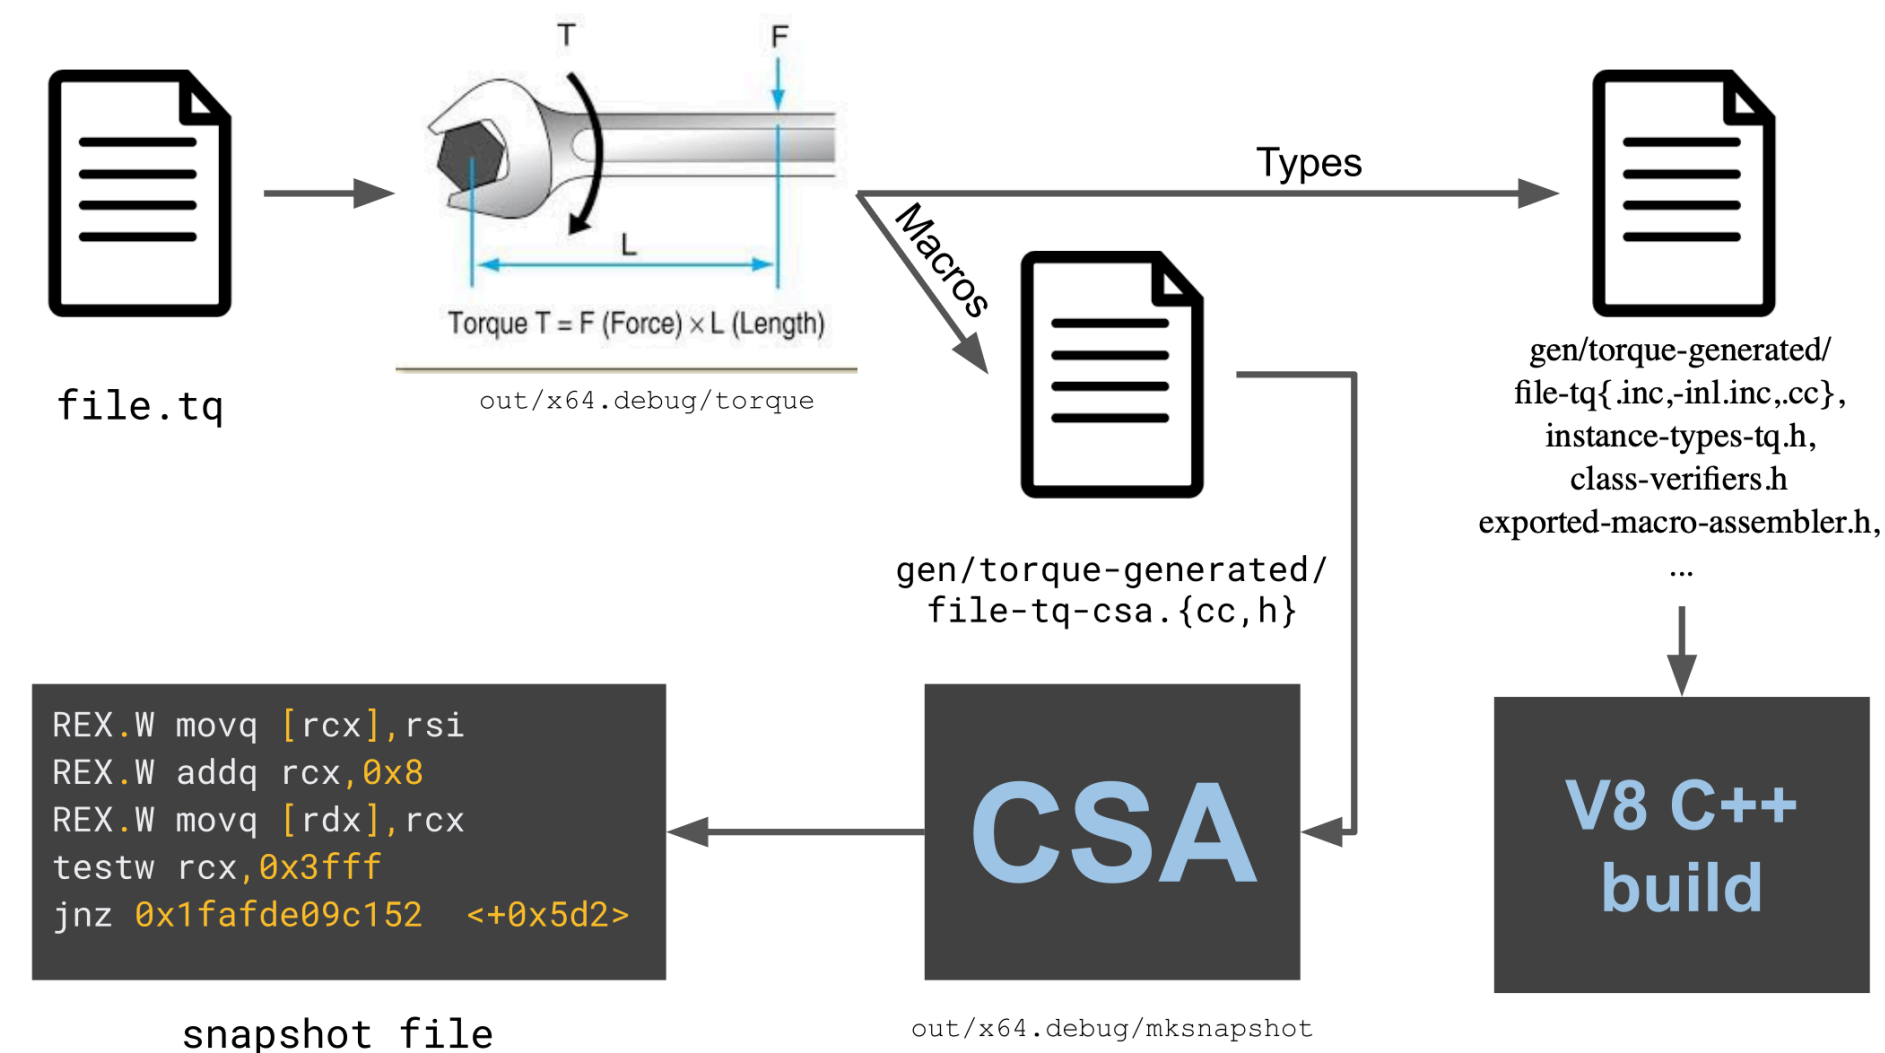 T
F
L
Torque T = F (Force) × L (Length)
out/x64.debug/torque
file.tq
Types
Macros
gen/torque-generated/
file-tq{.inc,-inl.inc,.cc},
instance-types-tq.h,
class-verifiers.h
exported-macro-assembler.h,
...
gen/torque-generated/
file-tq-csa.{cc,h}
REX.W movq [rcx],rsi
REX.W addq rcx,0x8
REX.W movq [rdx],rcx
testw rcx,0x3fff
jnz 0x1fafde09c152  <+0x5d2>
snapshot file
CSA
out/x64.debug/mksnapshot
V8 C++
build